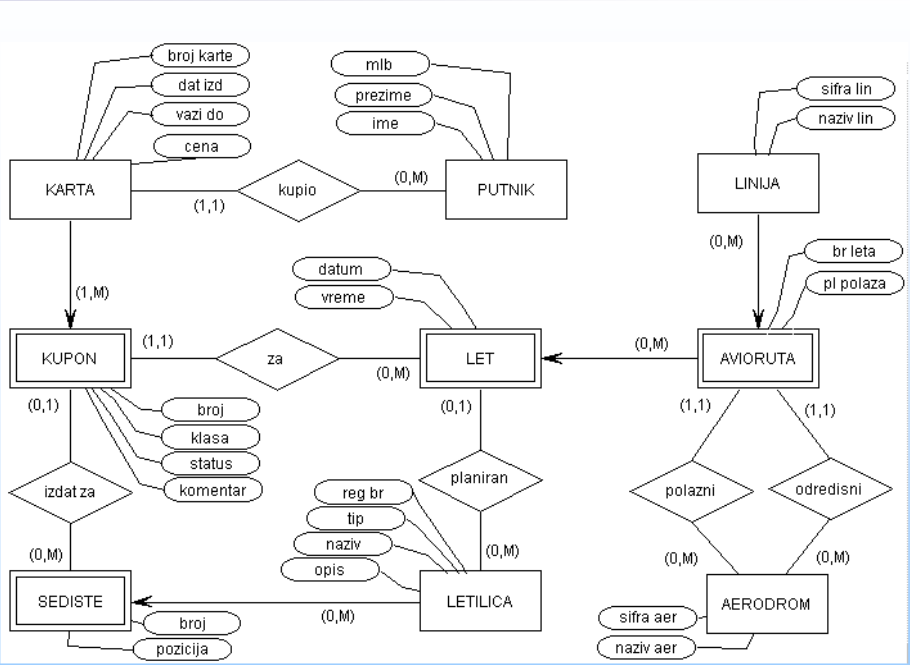 broj karte
dat izd
vazi do
cena
mlb
prezime
ime
sifra lin
naziv lin
KARTA
kupio
PUTNIK
LINIJA
(1,1)
(0,M)
(0,M)
(1,M)
datum
vreme
br leta
pl polaza
KUPON
(1,1)
za
(0,M)
LET
(0,M)
AVIORUTA
(0,1)
(0,1)
(1,1)
(1,1)
broj
klasa
status
komentar
izdat za
planiran
polazni
odredisni
reg br
tip
naziv
opis
(0,M)
(0,M)
(0,M)
(0,M)
SEDISTE
(0,M)
LETILICA
AERODROM
broj
pozicija
sifra aer
naziv aer